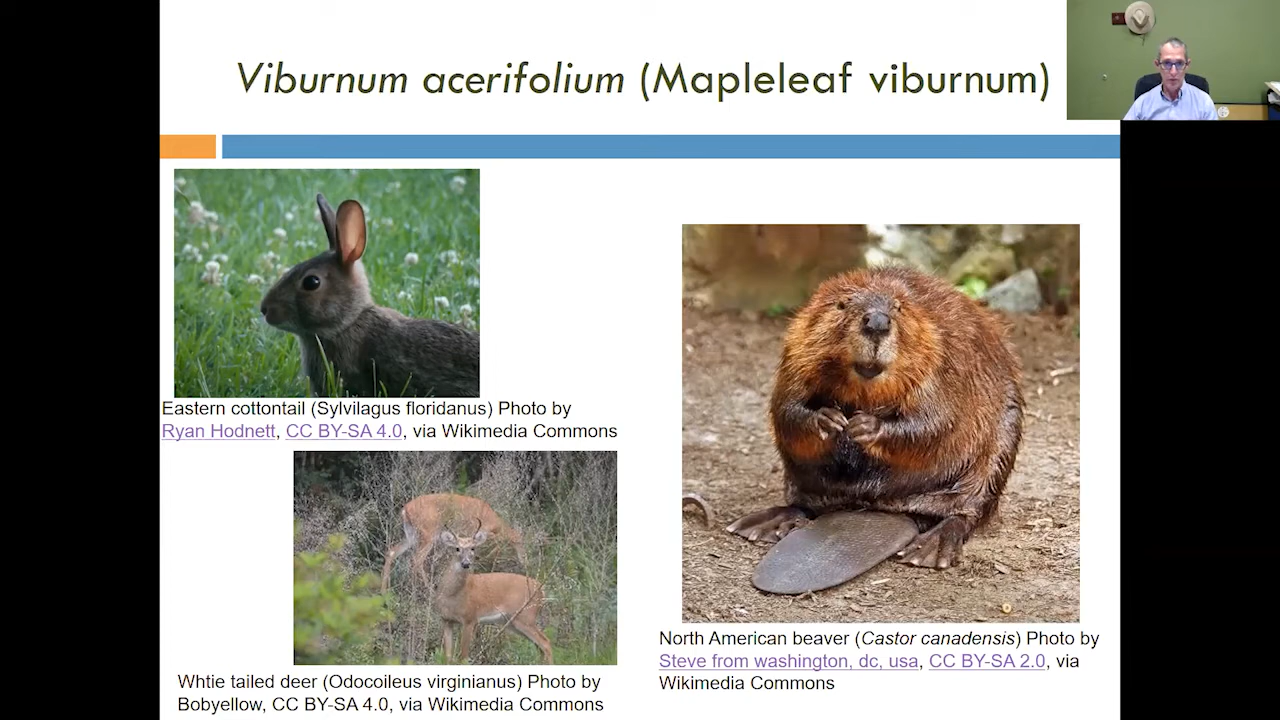 Viburnum acerifolium (Mapleleaf viburnum)
Eastern cottontail (Sylvilagus floridanus) Photo by
Ryan Hodnett, CC BY-SA 4.0, via Wikimedia Commons
Whtie tailed deer (Odocoileus virginianus) Photo by
Bobyellow, CC BY-SA 4.0, via Wikimedia Commons
North American beaver (Castor canadensis) Photo by
Steve from washington, dc, usa, CC BY-SA 2.0, via
Wikimedia Commons